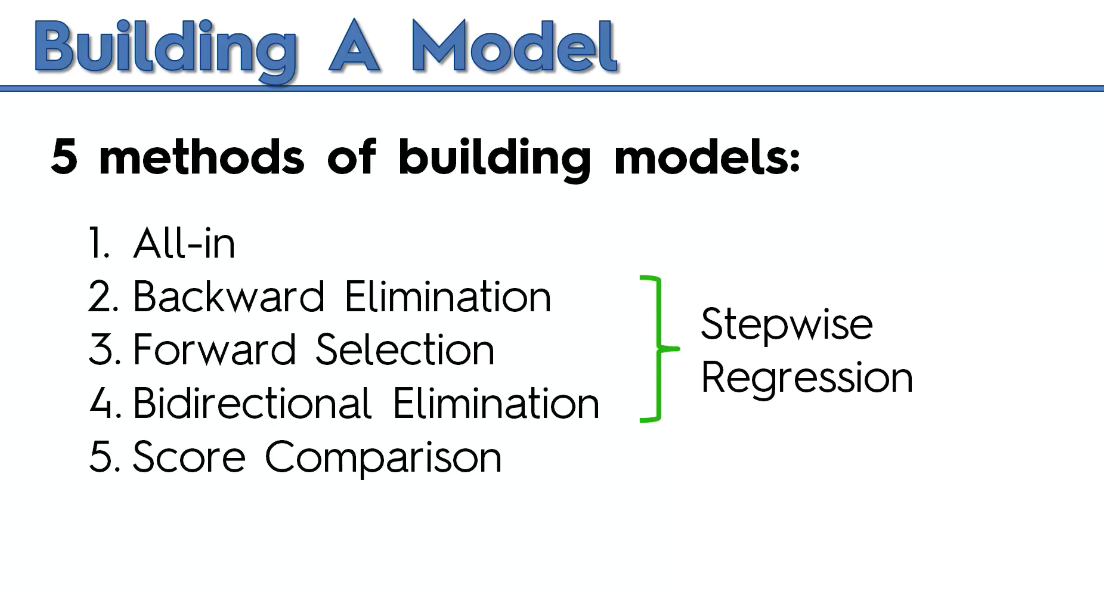 Building A Model
5 methods of building models:
1. All-in
2. Backward Elimination
3. Forward Selection
4. Bidirectional Elimination
5. Score Comparison
Stepwise
Regression